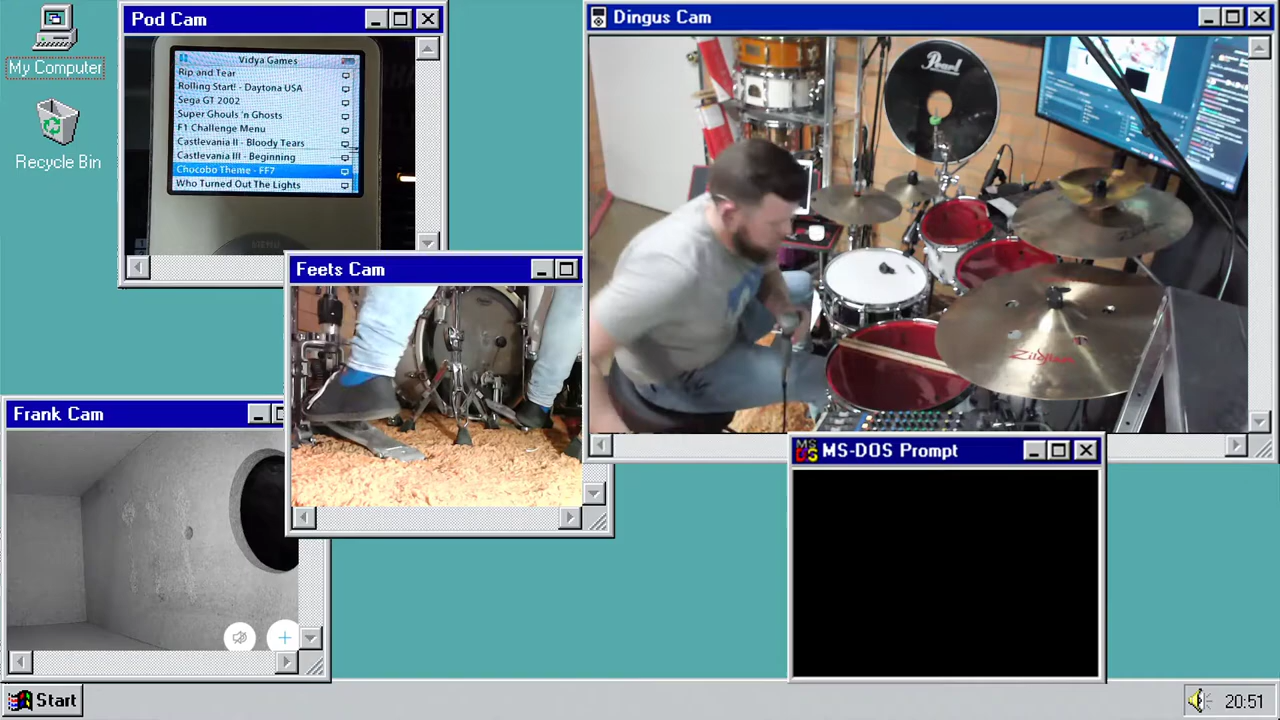 Pod Cam
Vidya Games
Rip and Tear
Rolling Start! - Daytona USA
Sega GT 2002
Super Ghouls 'n Ghosts
F1 Challenge Menu
Castlevania II - Bloody Tears
Castlevania III - Beginning
Chocobo Theme - FF7
Who Turned Out The Lights
MENU
My Computer
Recycle Bin
Dingus Cam
Pearl
Zildjian
Feets Cam
Frank Cam
MS-DOS Prompt
Start
20:51